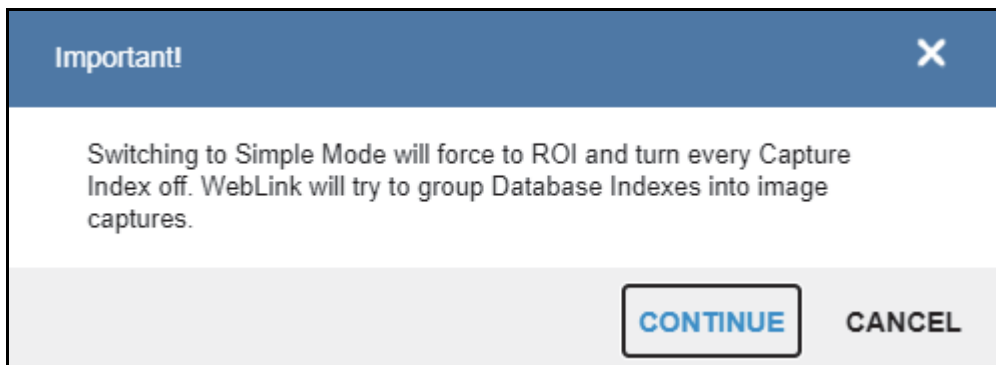 Important!
Switching to Simple Mode will force to ROI and turn every Capture
Index off. WebLink will try to group Database Indexes into image
captures.
CONTINUE
CANCEL